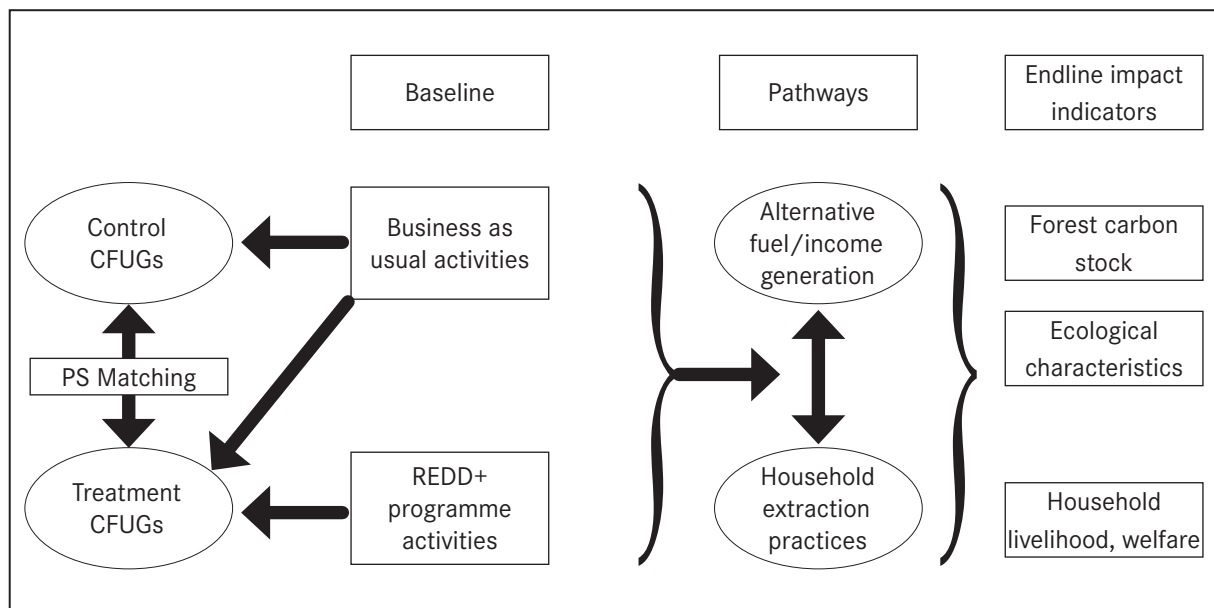 Baseline
Pathways
Endline impact
indicators
Control
CFUGs
Business as
usual activities
Alternative
fuel/income
generation
Forest carbon
stock
PS Matching
Ecological
characteristics
Treatment
CFUGs
REDD+
programme
activities
Household
extraction
practices
Household
livelihood, welfare